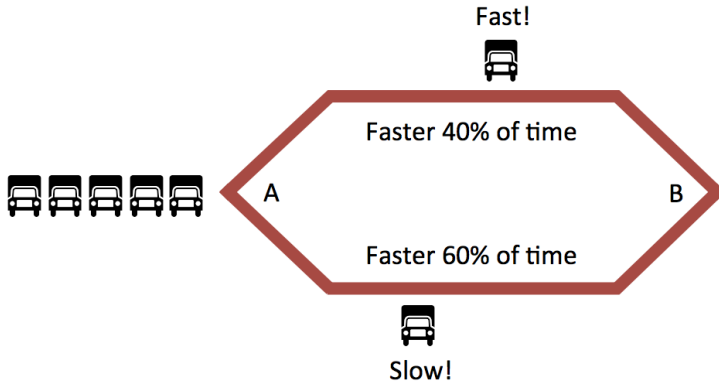 Fast!
Faster 40% of time
A
B
Faster 60% of time
Slow!